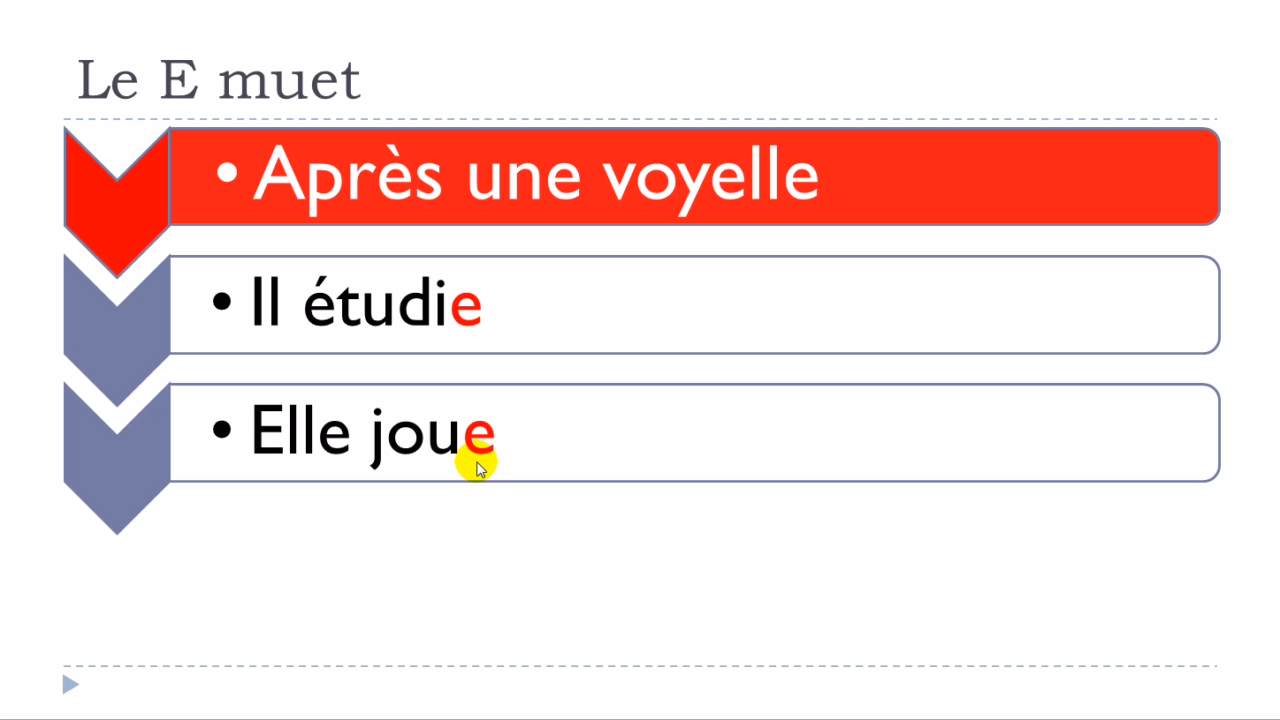 Le E muet
• Après une voyelle
• Il étudie
• Elle joue